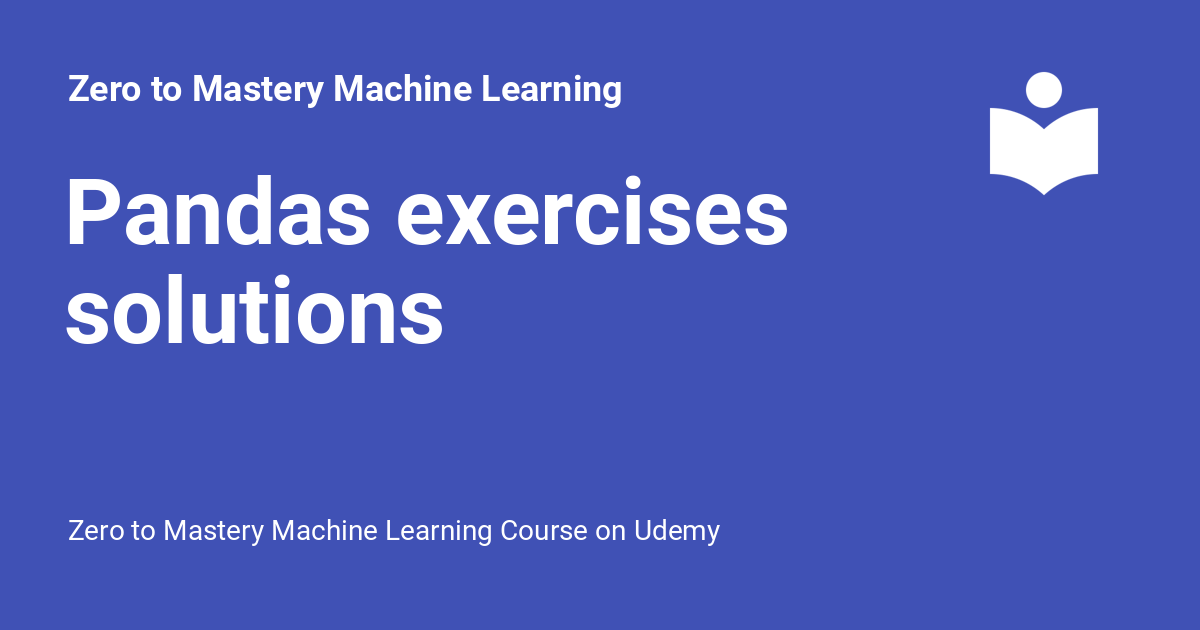 Zero to Mastery Machine Learning
Pandas exercises
solutions
Zero to Mastery Machine Learning Course on Udemy